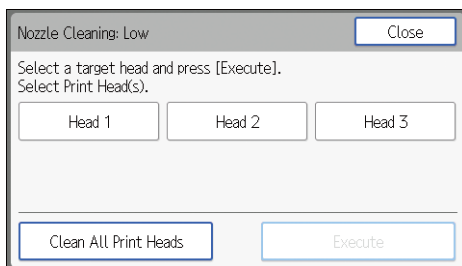 Nozzle Cleaning: Low
Close
Select a target head and press [Execute].
Select Print Head(s).
Head 1
Head 2
Head 3
Clean All Print Heads
Execute